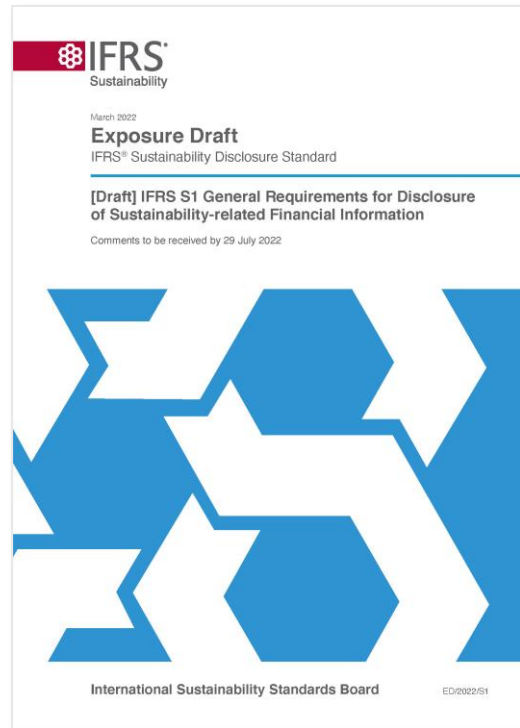 IFRS®
Sustainability
March 2022
Exposure Draft
IFRS® Sustainability Disclosure Standard
[Draft] IFRS S1 General Requirements for Disclosure
of Sustainability-related Financial Information
Comments to be received by 29 July 2022
International Sustainability Standards Board
ED/2022/S1